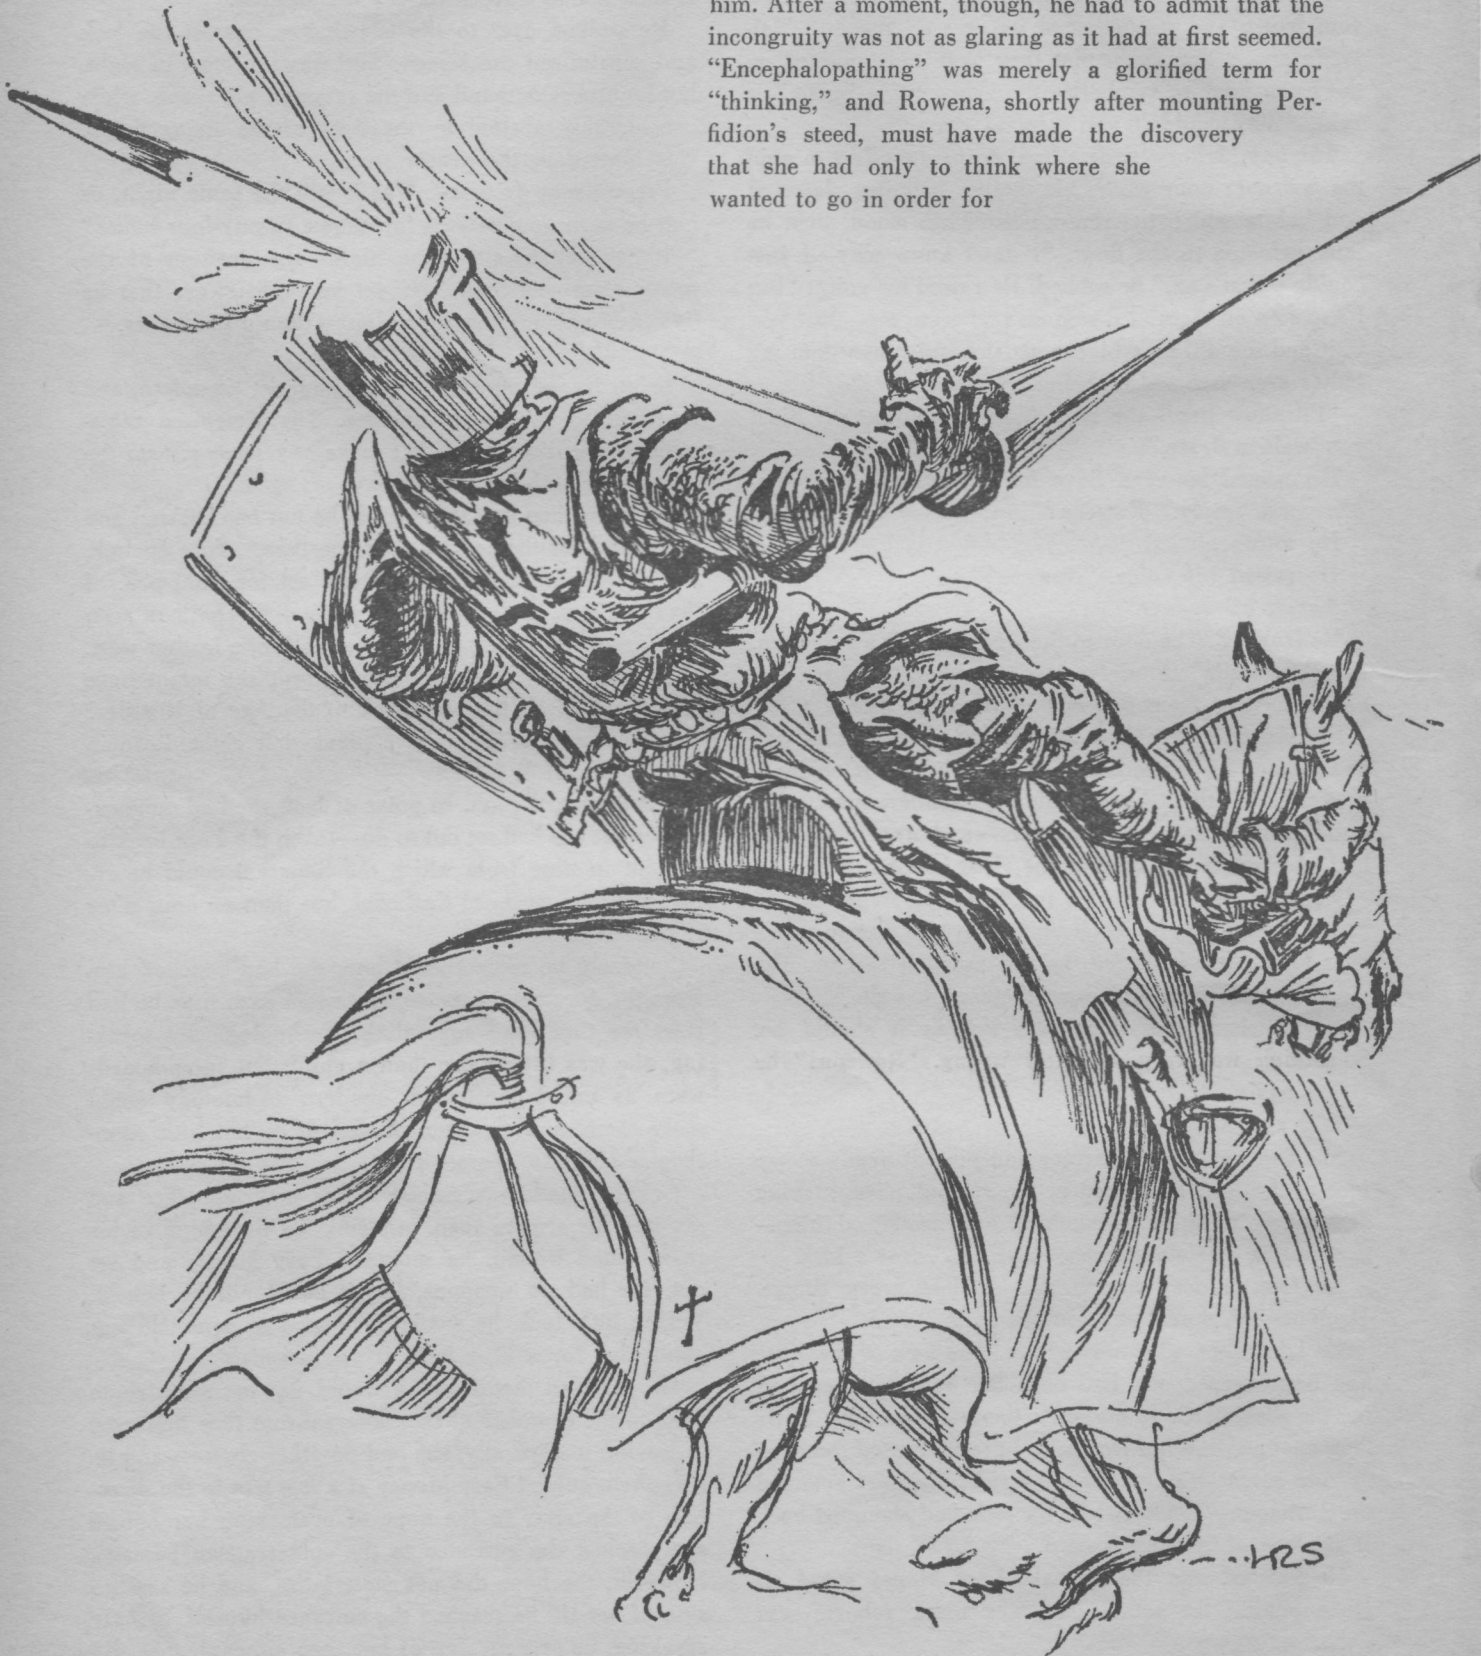 him. After a moment, though, he had to admit that the
incongruity was not as glaring as it had at first seemed.
“Encephalopathing” was merely a glorified term for
“thinking,” and Rowena, shortly after mounting Per-
fidion’s steed, must have made the discovery
that she had only to think where she
wanted to go in order for
LRS